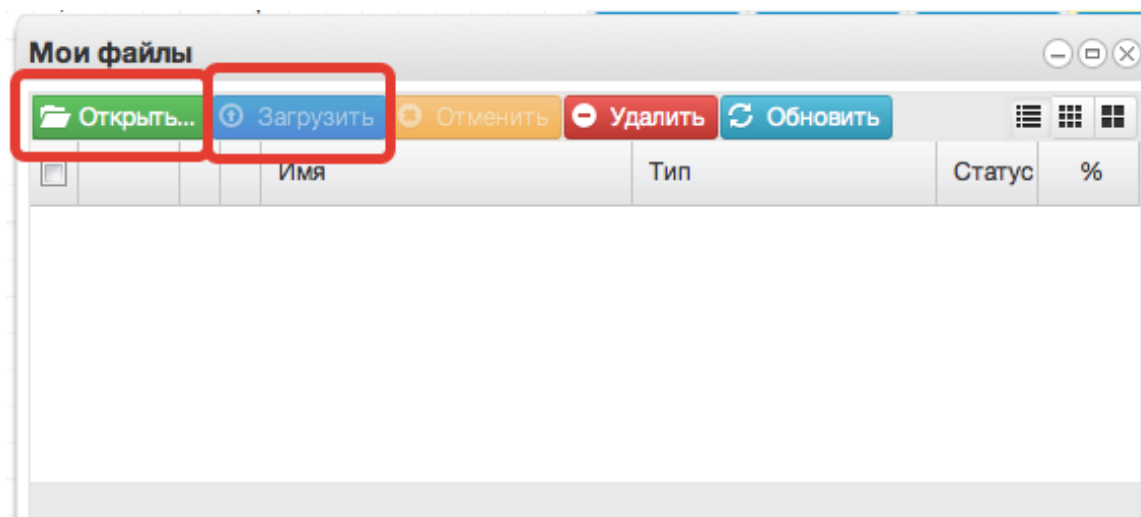 Мои файлы
Открыть... Загрузить Отменить Удалить Обновить
Имя Тип Статус %